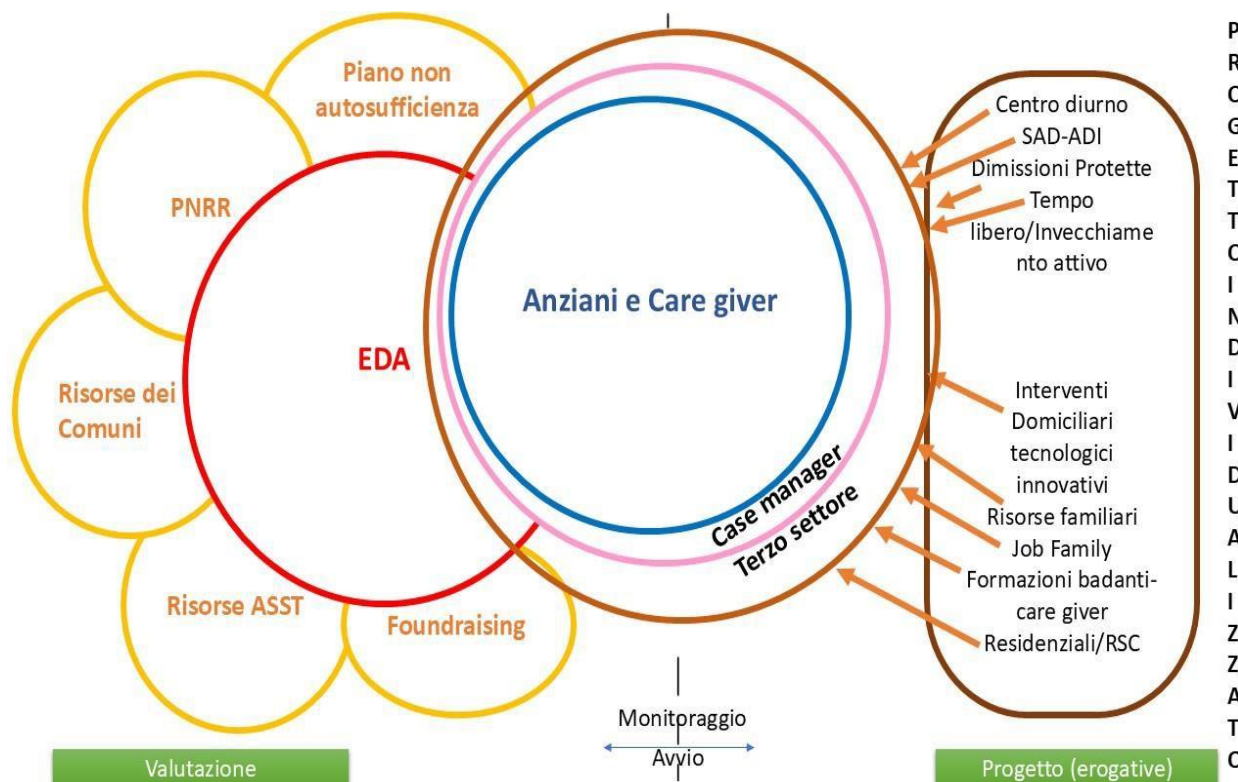 Piano non
autosufficienza
PNRR
Risorse dei
Comuni
Risorse ASST
Foundraising
EDA
Anziani e Care giver
Case manager
Terzo settore
Centro diurno
SAD-ADI
Dimissioni Protette
Tempo
libero/Invecchiame
nto attivo
Interventi
Domiciliari
tecnologici
innovativi
Risorse familiari
Job Family
Formazioni badanti-
care giver
Residenziali/RSC
Monitoraggio
Avvio
Valutazione
Progetto (erogative)
P
R
O
G
E
T
T
O
I
N
D
I
V
I
D
U
A
L
I
Z
Z
A
T
O